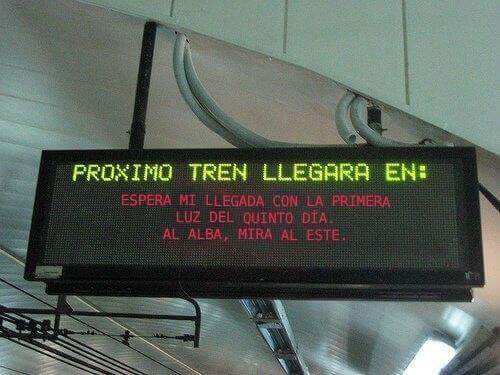 PROXIMO TREN LLEGARA EN:
ESPERA MI LLEGADA CON LA PRIMERA
LUZ DEL QUINTO DÍA.
AL ALBA, MIRA AL ESTE.